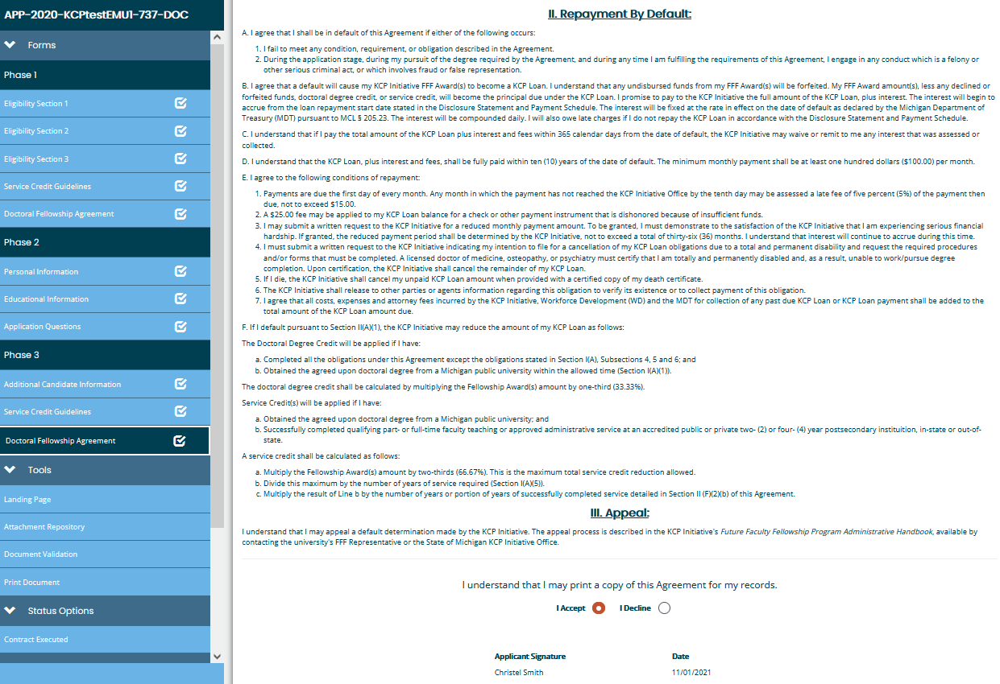 APP-2020-KCPtestEMU1-737-DOC
Forms
Phase 1
Eligibility Section 1
Eligibility Section 2
Eligibility Section 3
Service Credit Guidelines
Doctoral Fellowship Agreement
Phase 2
Personal Information
Educational Information
Application Questions
Phase 3
Additional Candidate Information
Service Credit Guidelines
Doctoral Fellowship Agreement
Tools
Landing Page
Attachment Repository
Document Validation
Print Document
Status Options
Contract Executed
II. Repayment By Default:
A. I agree that I shall be in default of this Agreement if either of the following occurs:
1. I fail to meet any condition, requirement, or obligation described in the Agreement.
2. During the application stage, during my pursuit of the degree required by the Agreement, and during any time I am fulfilling the requirements of this Agreement, I engage in any conduct which is a felony or
other serious criminal act, or which involves fraud or false representation.
B. I agree that a default will cause my KCP Initiative FFF Award(s) to become a KCP Loan. I understand that any undisbursed funds from my FFF Award(s) will be forfeited. My FFF Award amount(s), less any declined or
forfeited funds, doctoral degree credit, or service credit, will become the principal due under the KCP Loan. I promise to pay to the KCP Initiative the full amount of the KCP Loan, plus interest. The interest will begin to
accrue from the loan repayment start date stated in the Disclosure Statement and Payment Schedule. The interest will be fixed at the rate in effect on the date of default as declared by the Michigan Department of
Treasury (MDT) pursuant to MCL § 205.23. The interest will be compounded daily. I will also owe late charges if I do not repay the KCP Loan in accordance with the Disclosure Statement and Payment Schedule.
C. I understand that if I pay the total amount of the KCP Loan plus interest and fees within 365 calendar days from the date of default, the KCP Initiative may waive or remit to me any interest that was assessed or
collected.
D. I understand that the KCP Loan, plus interest and fees, shall be fully paid within ten (10) years of the date of default. The minimum monthly payment shall be at least one hundred dollars ($100.00) per month.
E. I agree to the following conditions of repayment:
1. Payments are due the first day of every month. Any month in which the payment has not reached the KCP Initiative Office by the tenth day may be assessed a late fee of five percent (5%) of the payment then
due, not to exceed $15.00.
2. A $25.00 fee may be applied to my KCP Loan balance for a check or other payment instrument that is dishonored because of insufficient funds.
3. I may submit a written request to the KCP Initiative for a reduced monthly payment amount. To be granted, I must demonstrate to the satisfaction of the KCP Initiative that I am experiencing serious financial
hardship. If granted, the reduced payment period shall be determined by the KCP Initiative, not to exceed a total of thirty-six (36) months. I understand that interest will continue to accrue during this time.
4. I must submit a written request to the KCP Initiative indicating my intention to file for a cancellation of my KCP Loan obligations due to a total and permanent disability and request the required procedures
and/or forms that must be completed. A licensed doctor of medicine, osteopathy, or psychiatry must certify that I am totally and permanently disabled and, as a result, unable to work/pursue degree
completion. Upon certification, the KCP Initiative shall cancel the remainder of my KCP Loan.
5. If I die, the KCP Initiative shall cancel my unpaid KCP Loan amount when provided with a certified copy of my death certificate.
6. The KCP Initiative shall release to other parties or agents information regarding this obligation to verify its existence or to collect payment of this obligation.
7. I agree that all costs, expenses and attorney fees incurred by the KCP Initiative, Workforce Development (WD) and the MDT for collection of any past due KCP Loan or KCP Loan payment shall be added to the
total amount of the KCP Loan amount due.
F. If I default pursuant to Section II(A)(1), the KCP Initiative may reduce the amount of my KCP Loan as follows:
The Doctoral Degree Credit will be applied if I have:
a. Completed all the obligations under this Agreement except the obligations stated in Section I(A), Subsections 4, 5 and 6; and
b. Obtained the agreed upon doctoral degree from a Michigan public university within the allowed time (Section I(A)(1)).
The doctoral degree credit shall be calculated by multiplying the Fellowship Award(s) amount by one-third (33.33%).
Service Credit(s) will be applied if I have:
a. Obtained the agreed upon doctoral degree from a Michigan public university; and
b. Successfully completed qualifying part- or full-time faculty teaching or approved administrative service at an accredited public or private two- (2) or four- (4) year postsecondary instituition, in-state or out-of-
state.
A service credit shall be calculated as follows:
a. Multiply the Fellowship Award(s) amount by two-thirds (66.67%). This is the maximum total service credit reduction allowed.
b. Divide this maximum by the number of years of service required (Section I(A)(5)).
c. Multiply the result of Line b by the number of years or portion of years of successfully completed service detailed in Section II (F)(2)(b) of this Agreement.
III. Appeal:
I understand that I may appeal a default determination made by the KCP Initiative. The appeal process is described in the KCP Initiative's Future Faculty Fellowship Program Administrative Handbook, available by
contacting the university's FFF Representative or the State of Michigan KCP Initiative Office.
I understand that I may print a copy of this Agreement for my records.
I Accept I Decline
Applicant Signature Date
Christel Smith 11/01/2021